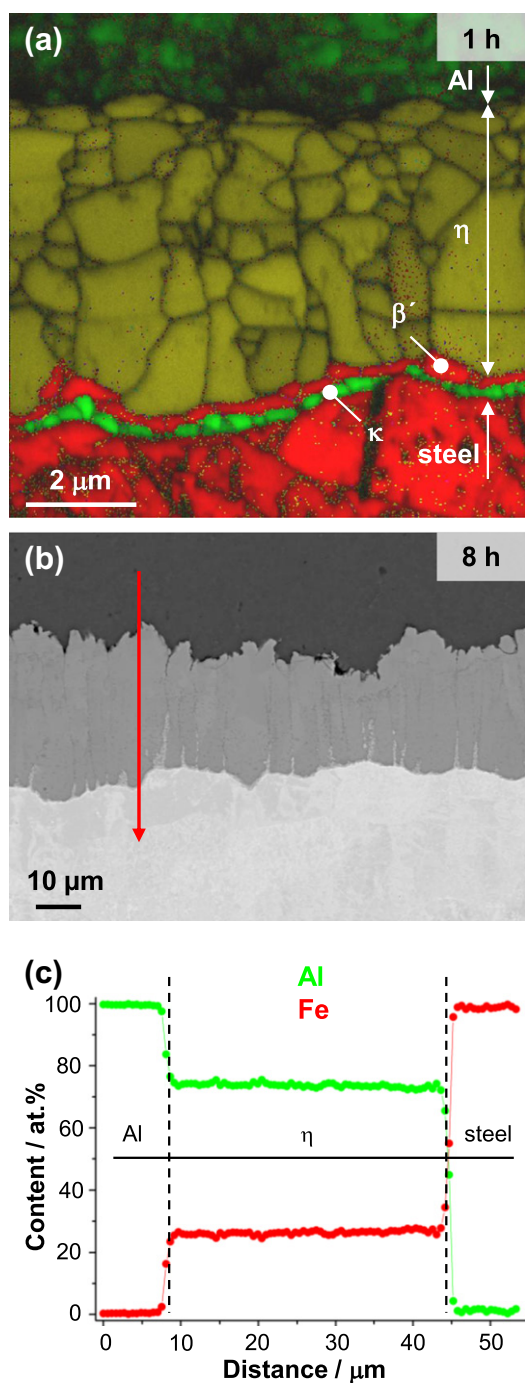 (a)
1 h
Al
η
β´
κ
steel
2 µm
(b)
8 h
10 µm
(c)
Al
Fe
100
80
60
40
20
0
Content / at.%
Al
η
steel
0
10
20
30
40
50
Distance / µm